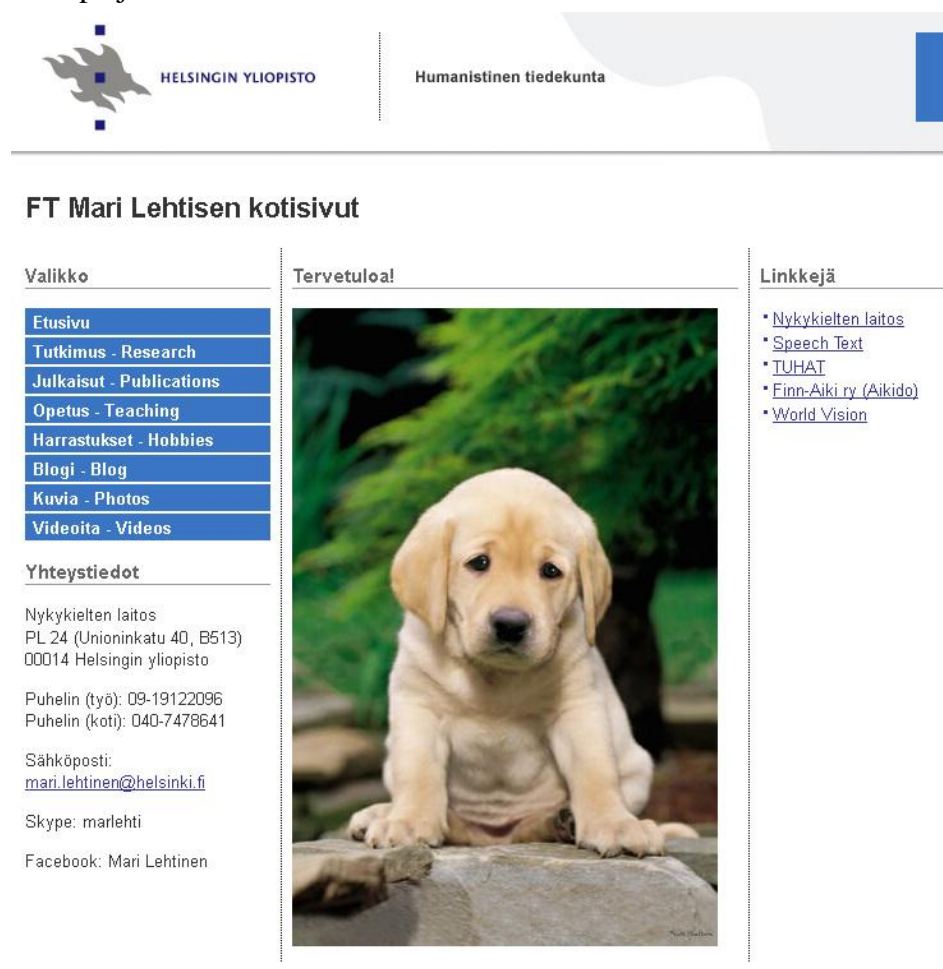 HELSINGIN YLIOPISTO
Humanistinen tiedekunta
FT Mari Lehtisen kotisivut
Valikko
Etusivu
Tutkimus - Research
Julkaisut - Publications
Opetus - Teaching
Harrastukset - Hobbies
Blogi - Blog
Kuvia - Photos
Videoita - Videos
Yhteystiedot
Nykykielten laitos
PL 24 (Unioninkatu 40, B513)
00014 Helsingin yliopisto
Puhelin (työ): 09-19122096
Puhelin (koti): 040-7478641
Sähköposti:
mari.lehtinen@helsinki.fi
Skype: marlehti
Facebook: Mari Lehtinen
Tervetuloa!
Linkkejä
Nykykielten laitos
Speech Text
TUHAT
Finn-Aiki ry (Aikido)
World Vision